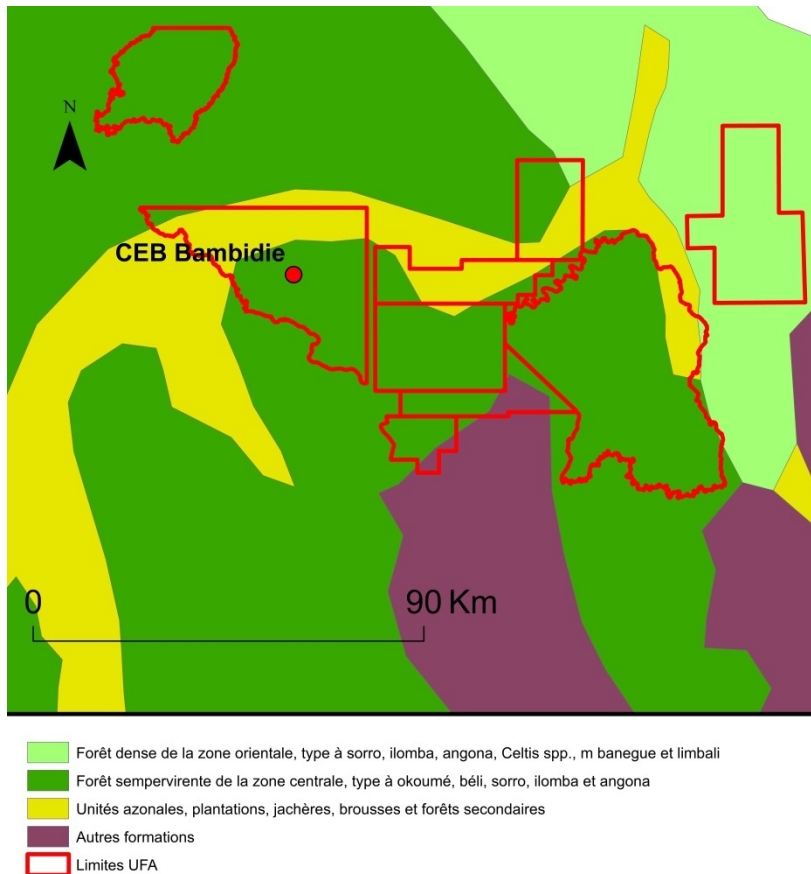 N
CEB Bambidie
0
90 Km
Forêt dense de la zone orientale, type à sorro, ilomba, angona, Celtis spp., m banegue et limbali
Forêt sempervirente de la zone centrale, type à okoumé, béli, sorro, ilomba et angona
Unités azonales, plantations, jachères, brousses et forêts secondaires
Autres formations
Limites UFA